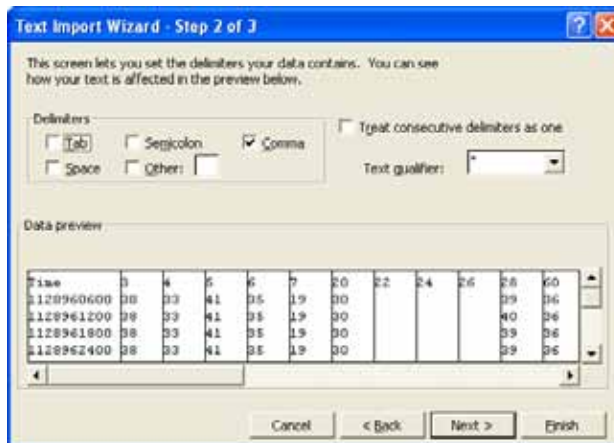 Text Import Wizard - Step 2 of 3
This screen lets you set the delimiters your data contains. You can see
how your text is affected in the preview below.
Delimiters
Tab Semicolon Comma
Space Other:
Treat consecutive delimiters as one
Text qualifier: "
Data preview
Time 3 4 5 6 7 20 22 24 26 28 60
1128960600 38 33 41 35 19 30 39 36
1128961200 38 33 41 35 19 30 40 36
1128961800 38 33 41 35 19 30 39 36
1128962400 38 33 41 35 19 30 39 36
Cancel < Back Next > Finish